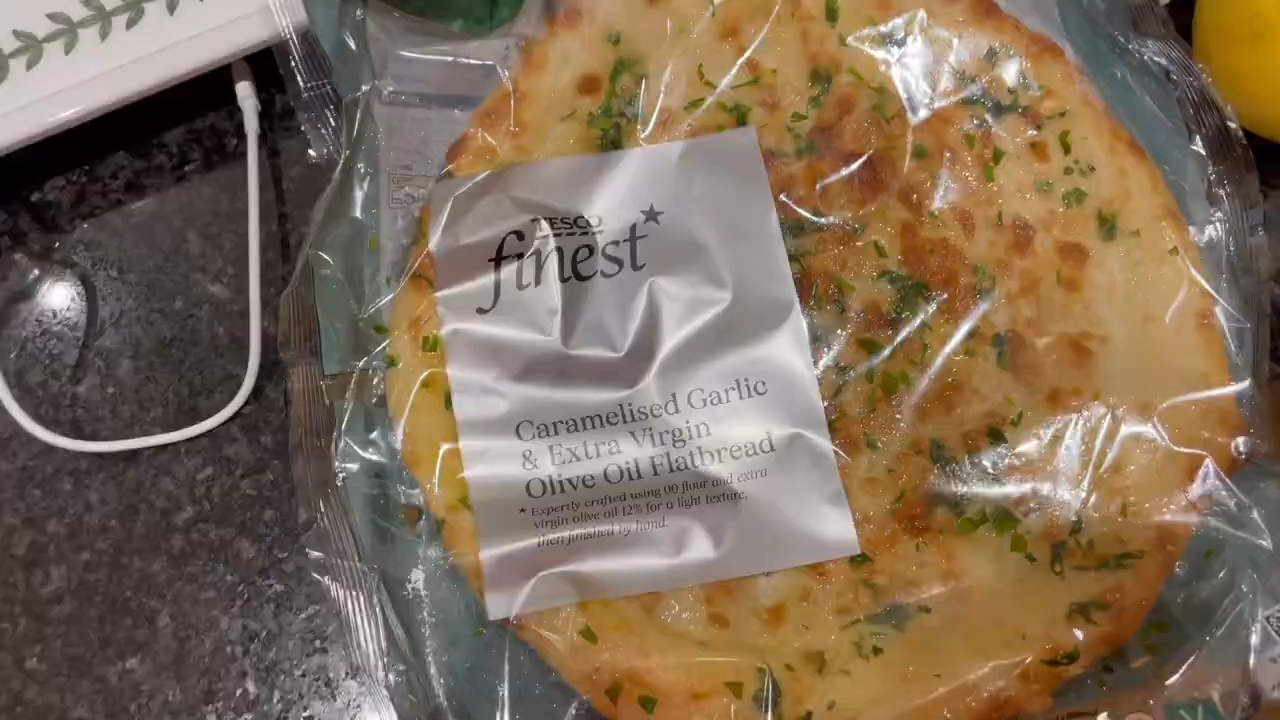 TESCO
finest*
Caramelised Garlic
& Extra Virgin
Olive Oil Flatbread
* Expertly crafted using 00 flour and extra
virgin olive oil 12% for a light texture,
then finished by hand.